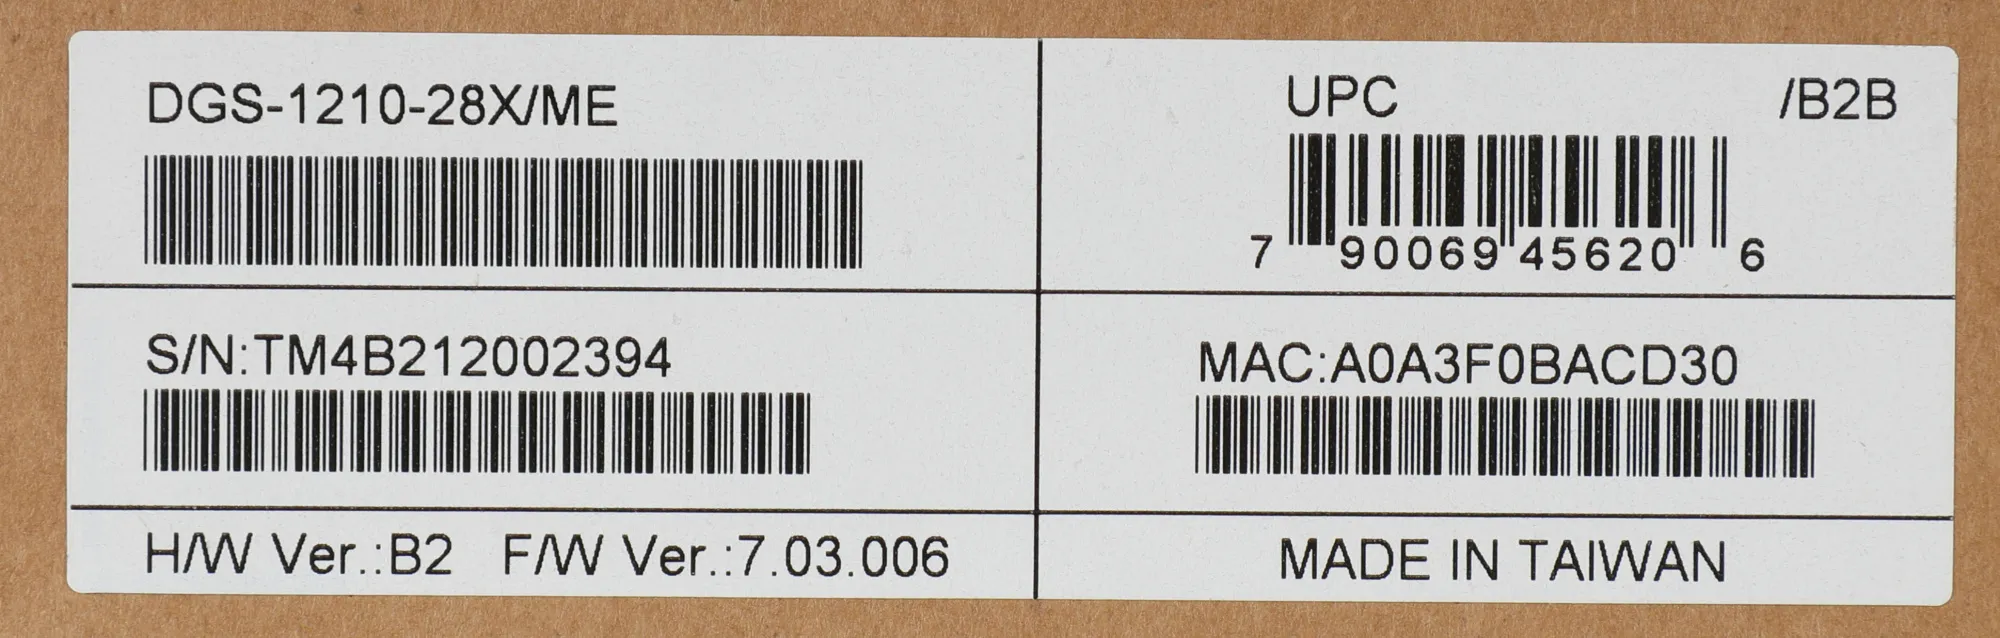 DGS-1210-28X/ME
UPC /B2B
7 90069 45620 6
S/N:TM4B212002394
MAC:A0A3F0BACD30
H/W Ver.:B2 F/W Ver.:7.03.006
MADE IN TAIWAN